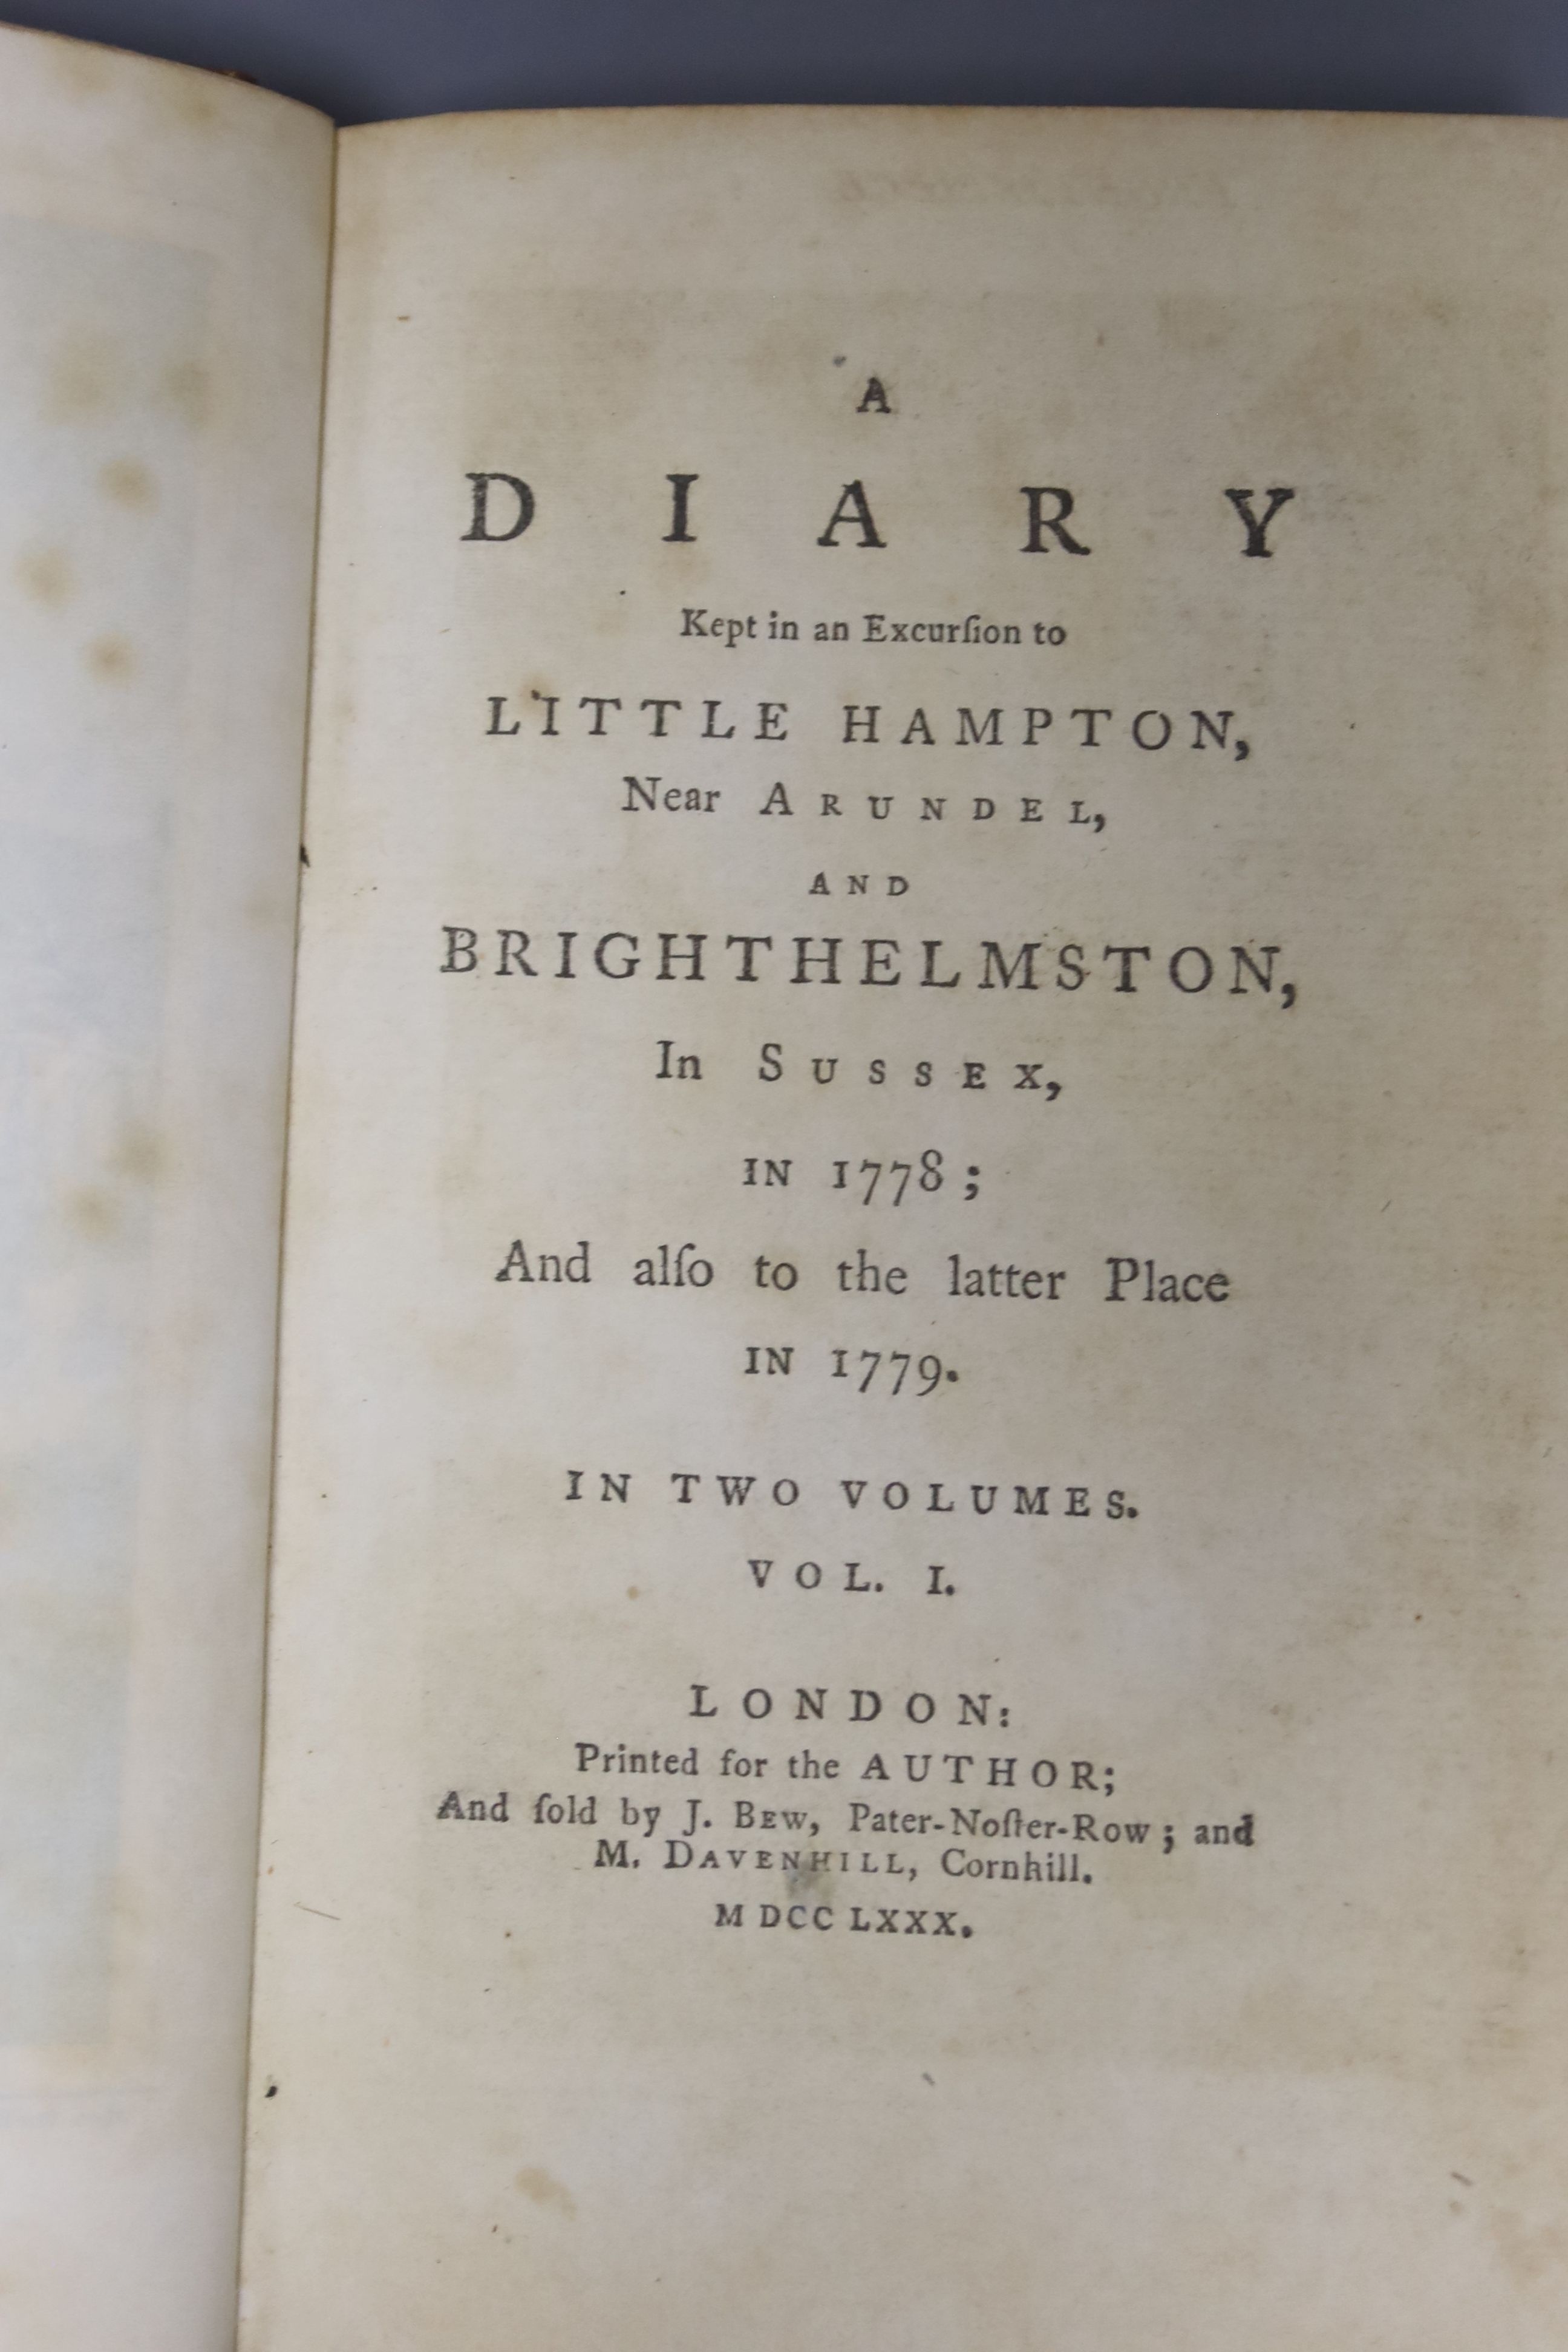 A
DIARY
Kept in an Excurſion to
LITTLE HAMPTON,
Near ARUNDEL,
AND
BRIGHTHELMSTON,
In SUSSEX,
IN 1778;
And alſo to the latter Place
IN 1779.
IN TWO VOLUMES.
VOL. I.
LONDON:
Printed for the AUTHOR;
And ſold by J. BEW, Pater-Noſter-Row; and
M. DAVENHILL, Cornhill.
M DCC LXXX.